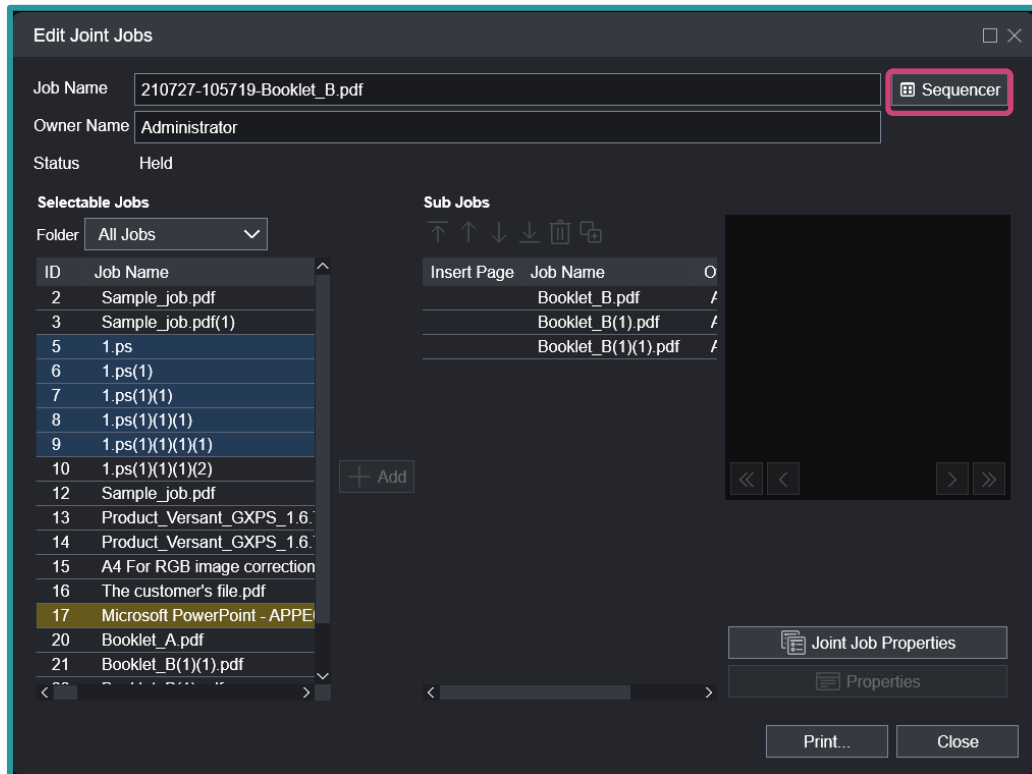 Edit Joint Jobs
Job Name 210727-105719-Booklet_B.pdf Sequencer
Owner Name Administrator
Status Held
Selectable Jobs
Folder All Jobs
ID Job Name
2 Sample_job.pdf
3 Sample_job.pdf(1)
5 1.ps
6 1.ps(1)
7 1.ps(1)(1)
8 1.ps(1)(1)(1)
9 1.ps(1)(1)(1)(1)
10 1.ps(1)(1)(1)(2)
12 Sample_job.pdf
13 Product_Versant_GXPS_1.6.
14 Product_Versant_GXPS_1.6.
15 A4 For RGB image correction
16 The customer's file.pdf
17 Microsoft PowerPoint - APPE
20 Booklet_A.pdf
21 Booklet_B(1)(1).pdf
Add
Sub Jobs
Insert Page Job Name O
Booklet_B.pdf A
Booklet_B(1).pdf A
Booklet_B(1)(1).pdf A
Joint Job Properties
Properties
Print... Close